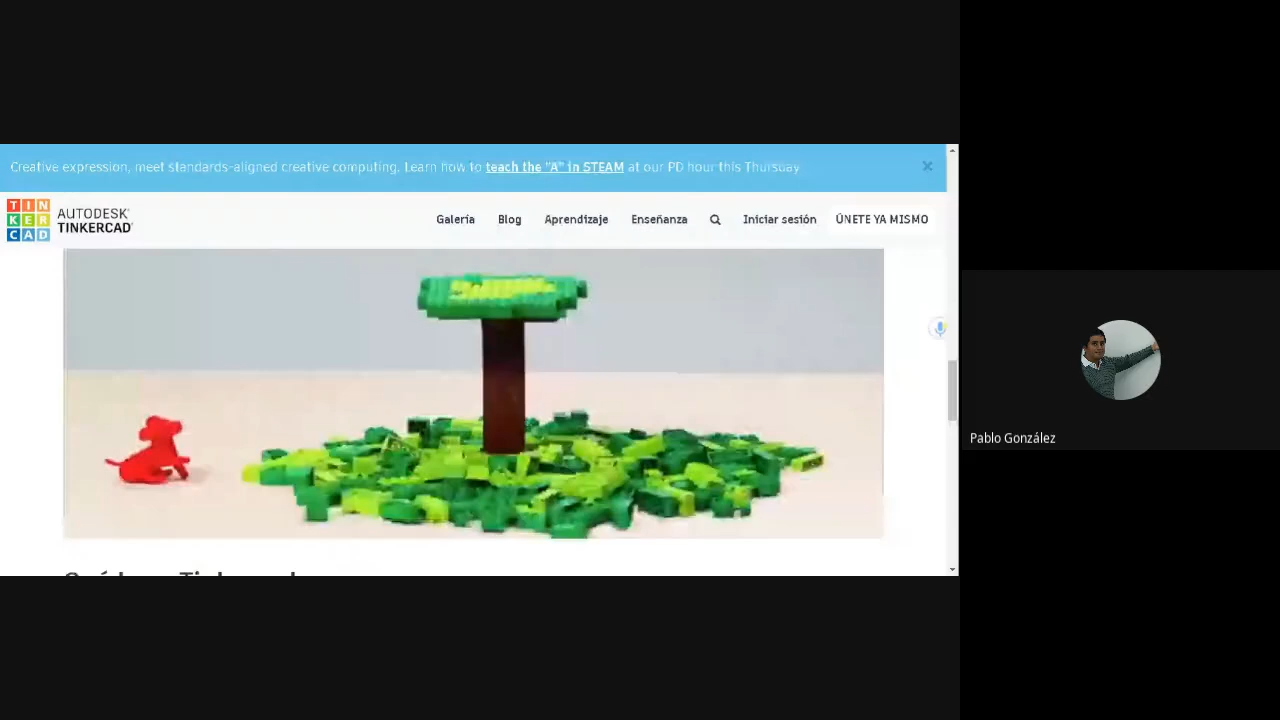 Creative expression, meet standards-aligned creative computing. Learn how to teach the "A" in STEAM at our PD hour this Thursday
TIN
KER
CAD
AUTODESK®
TINKERCAD®
Galería
Blog
Aprendizaje
Enseñanza
Iniciar sesión
ÚNETE YA MISMO
Pablo González